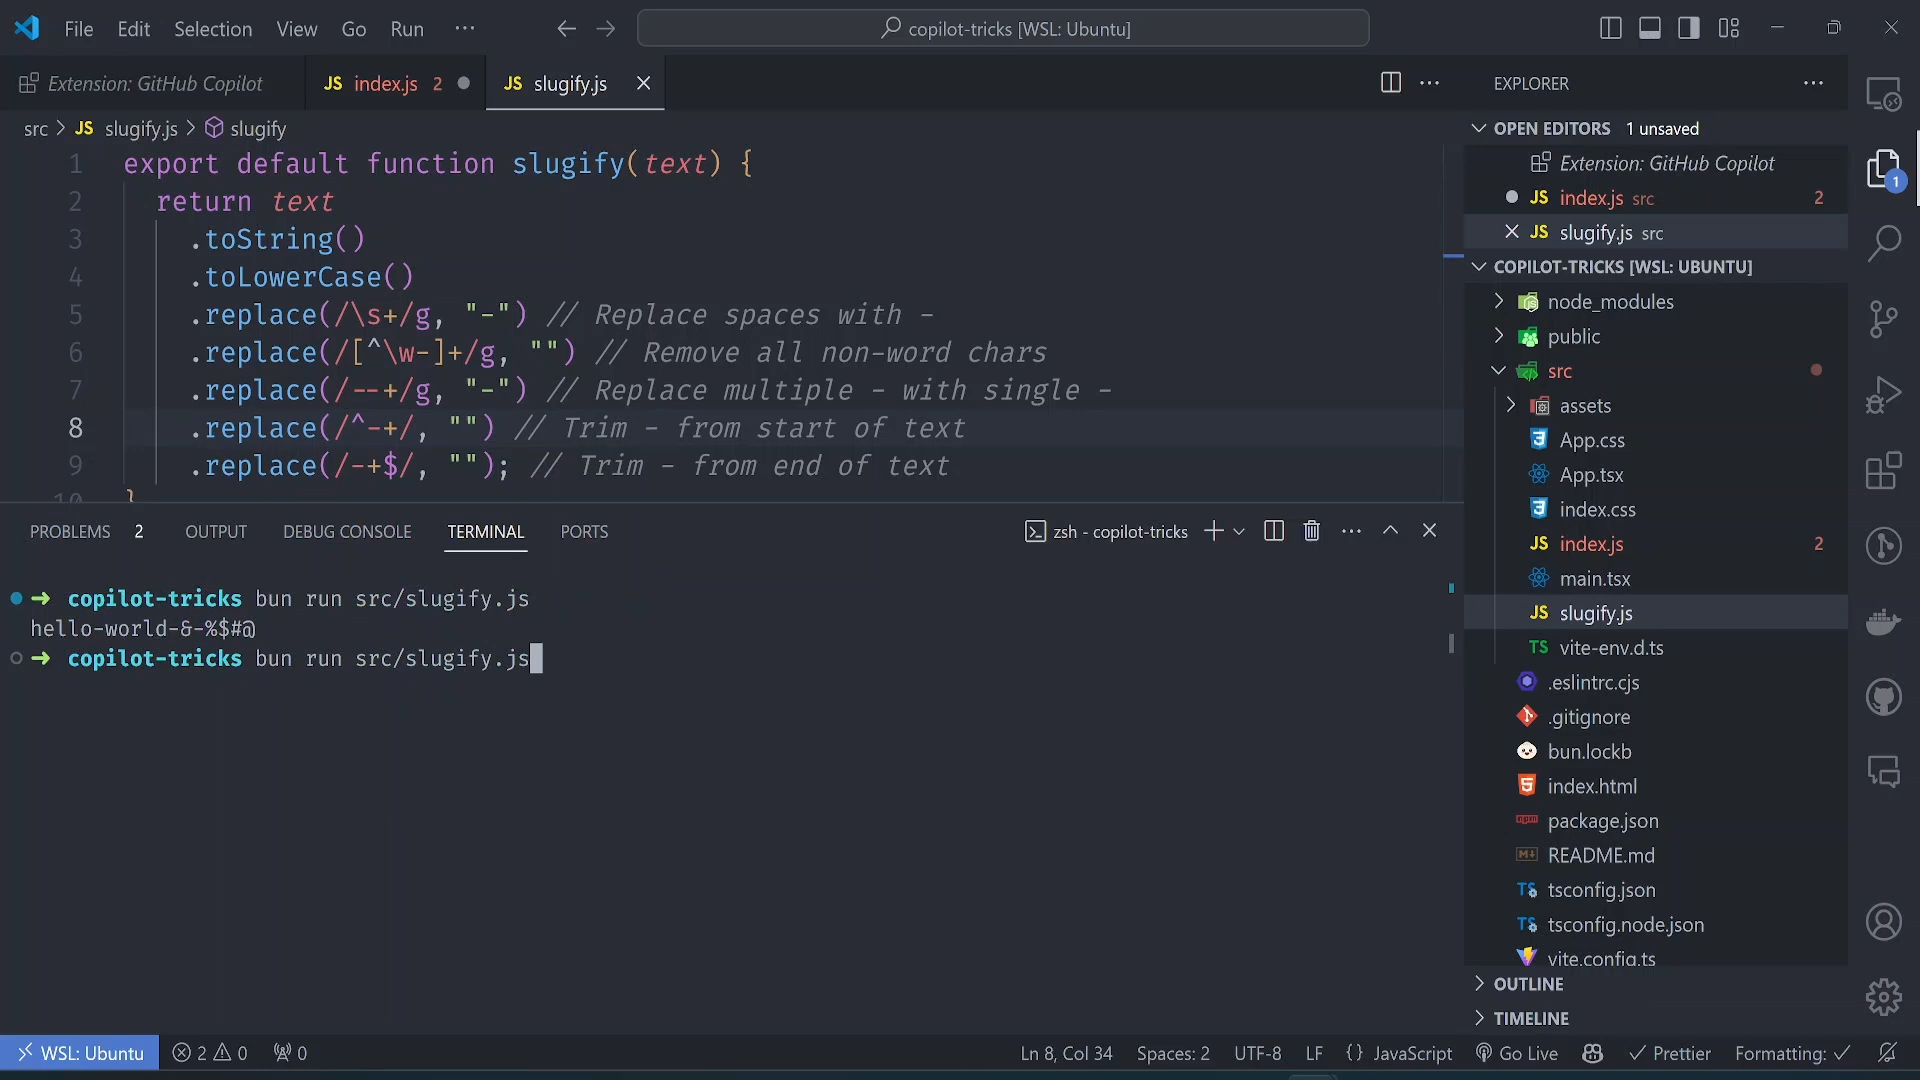 File Edit Selection View Go Run ···
copilot-tricks [WSL: Ubuntu]
Extension: GitHub Copilot
JS index.js 2
JS slugify.js
EXPLORER
src > JS slugify.js > slugify
1 export default function slugify(text) {
2 return text
3 .toString()
4 .toLowerCase()
5 .replace(/\s+/g, "-") // Replace spaces with -
6 .replace(/[^\w-]+/g, "") // Remove all non-word chars
7 .replace(/--+/g, "-") // Replace multiple - with single -
8 .replace(/^-+/, "") // Trim - from start of text
9 .replace(/-+$/, ""); // Trim - from end of text
10 }
PROBLEMS 2 OUTPUT DEBUG CONSOLE TERMINAL PORTS
zsh - copilot-tricks
➜ copilot-tricks bun run src/slugify.js
hello-world-&-%$#@
➜ copilot-tricks bun run src/slugify.js
OPEN EDITORS 1 unsaved
Extension: GitHub Copilot
JS index.js src 2
JS slugify.js src
COPILOT-TRICKS [WSL: UBUNTU]
node_modules
public
src
assets
App.css
App.tsx
index.css
JS index.js 2
main.tsx
JS slugify.js
TS vite-env.d.ts
.eslintrc.cjs
.gitignore
bun.lockb
index.html
package.json
README.md
TS tsconfig.json
TS tsconfig.node.json
vite.config.ts
OUTLINE
TIMELINE
1
WSL: Ubuntu 2 0 0
Ln 8, Col 34 Spaces: 2 UTF-8 LF {} JavaScript Go Live Prettier Formatting: ✓